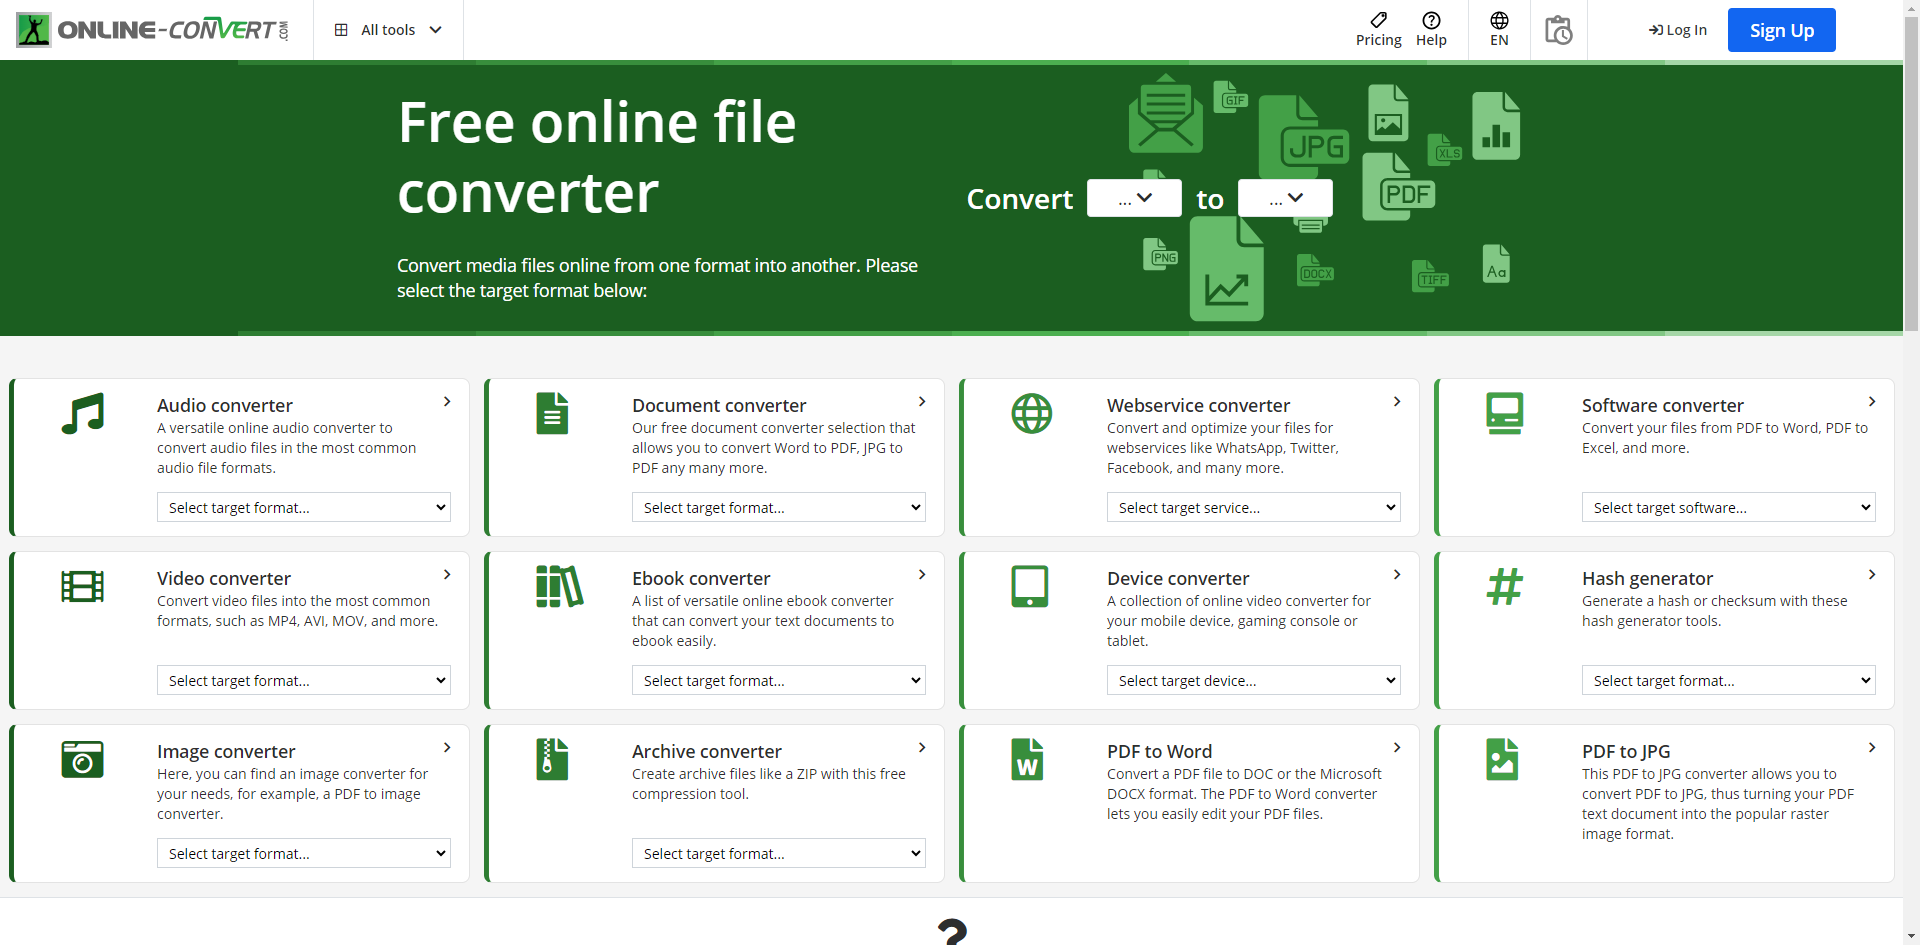 ONLINE-CONVERT.COM
All tools
Pricing
Help
EN
Log In
Sign Up
Free online file
converter
Convert media files online from one format into another. Please
select the target format below:
Convert ... to ...
GIF
JPG
XLS
PDF
PNG
DOCX
TIFF
Aa
Audio converter
A versatile online audio converter to
convert audio files in the most common
audio file formats.
Select target format...
Document converter
Our free document converter selection that
allows you to convert Word to PDF, JPG to
PDF any many more.
Select target format...
Webservice converter
Convert and optimize your files for
webservices like WhatsApp, Twitter,
Facebook, and many more.
Select target service...
Software converter
Convert your files from PDF to Word, PDF to
Excel, and more.
Select target software...
Video converter
Convert video files into the most common
formats, such as MP4, AVI, MOV, and more.
Select target format...
Ebook converter
A list of versatile online ebook converter
that can convert your text documents to
ebook easily.
Select target format...
Device converter
A collection of online video converter for
your mobile device, gaming console or
tablet.
Select target device...
#
Hash generator
Generate a hash or checksum with these
hash generator tools.
Select target format...
Image converter
Here, you can find an image converter for
your needs, for example, a PDF to image
converter.
Select target format...
Archive converter
Create archive files like a ZIP with this free
compression tool.
Select target format...
W
PDF to Word
Convert a PDF file to DOC or the Microsoft
DOCX format. The PDF to Word converter
lets you easily edit your PDF files.
PDF to JPG
This PDF to JPG converter allows you to
convert PDF to JPG, thus turning your PDF
text document into the popular raster
image format.
?